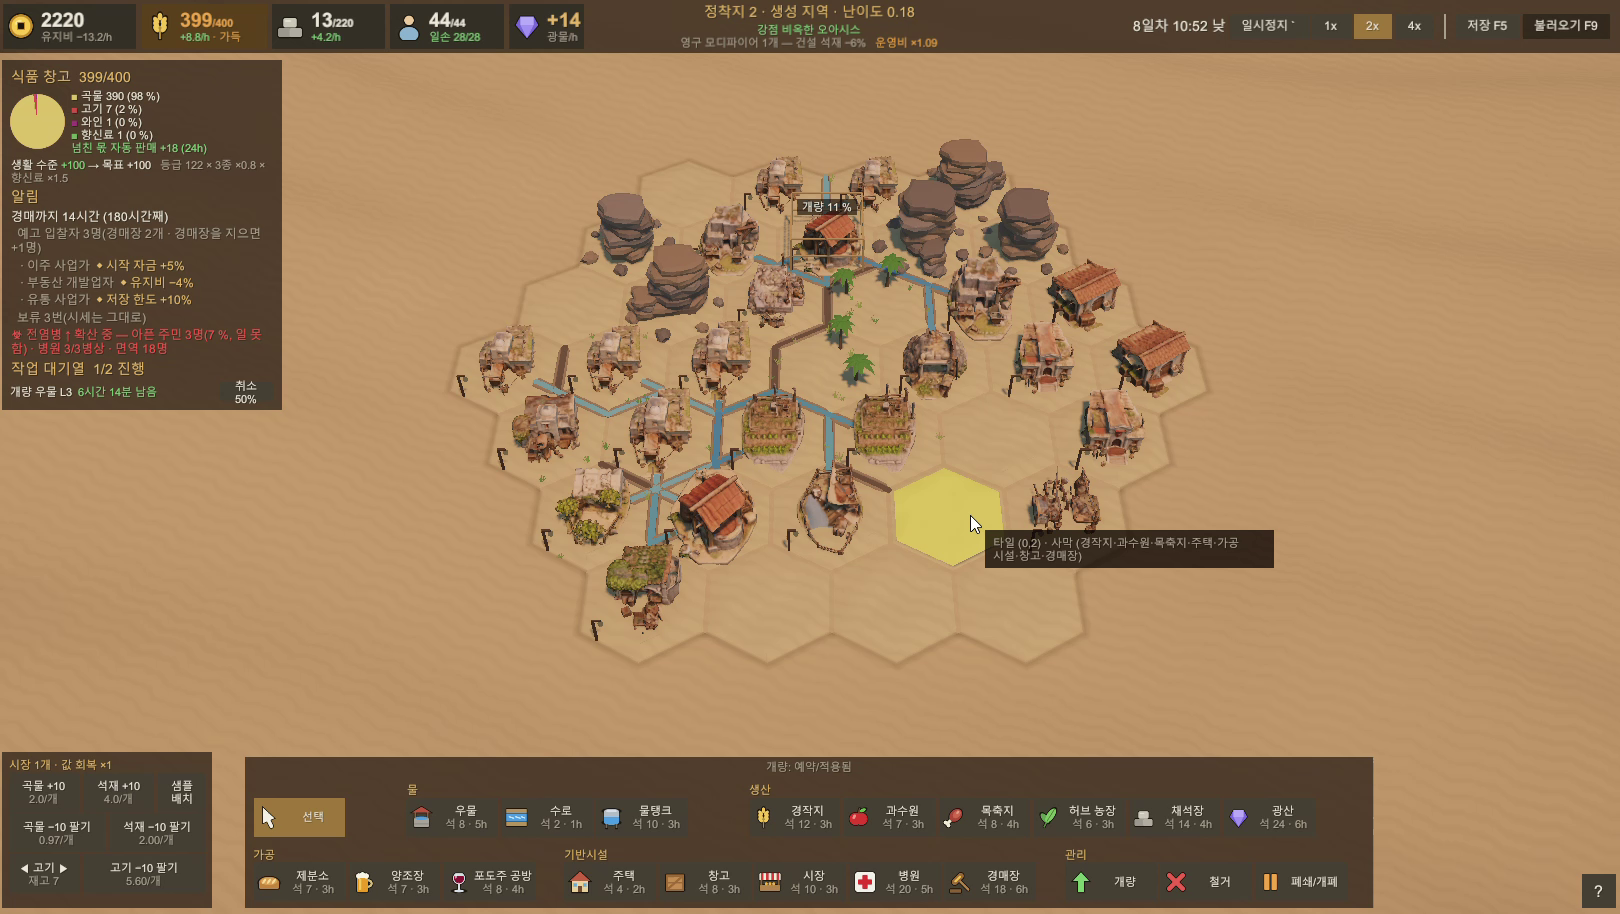 2220
유지비 −13.2/h
399/400
+8.8/h · 가득
13/220
+4.2/h
44/44
일손 28/28
+14
광물/h
정착지 2 · 생성 지역 · 난이도 0.18
강점 비옥한 오아시스
영구 모디파이어 1개 — 건설 석재 −6% 운영비 ×1.09
8일차 10:52 낮
일시정지 `
1x
2x
4x
저장 F5
불러오기 F9
식품 창고 399/400
곡물 390 (98 %)
고기 7 (2 %)
와인 1 (0 %)
향신료 1 (0 %)
넘친 몫 자동 판매 +18 (24h)
생활 수준 +100 → 목표 +100 등급 122 × 3종 ×0.8 ×
향신료 ×1.5
알림
경매까지 14시간 (180시간째)
예고 입찰자 3명(경매장 2개 · 경매장을 지으면
+1명)
· 이주 사업가 ◆ 시작 자금 +5%
· 부동산 개발업자 ◆ 유지비 −4%
· 유통 사업가 ◆ 저장 한도 +10%
보류 3번(시세는 그대로)
☣ 전염병 ↑ 확산 중 — 아픈 주민 3명(7 %, 일 못
함) · 병원 3/3병상 · 면역 18명
작업 대기열 1/2 진행
개량 우물 L3 6시간 14분 남음
취소
50%
개량 11 %
타일 (0,2) · 사막 (경작지·과수원·목축지·주택·가공
시설·창고·경매장)
시장 1개 · 값 회복 ×1
곡물 +10
2.0/개
석재 +10
4.0/개
샘플
배치
곡물 −10 팔기
0.97/개
석재 −10 팔기
2.00/개
◀ 고기 ▶
재고 7
고기 −10 팔기
5.60/개
개량: 예약/적용됨
선택
물
우물
석 8 · 5h
수로
석 2 · 1h
물탱크
석 10 · 3h
생산
경작지
석 12 · 3h
과수원
석 7 · 3h
목축지
석 8 · 4h
허브 농장
석 6 · 3h
채석장
석 14 · 4h
광산
석 24 · 6h
가공
제분소
석 7 · 3h
양조장
석 7 · 3h
포도주 공방
석 8 · 4h
기반시설
주택
석 4 · 2h
창고
석 8 · 3h
시장
석 10 · 3h
병원
석 20 · 5h
경매장
석 18 · 6h
관리
개량
철거
폐쇄/개폐
?